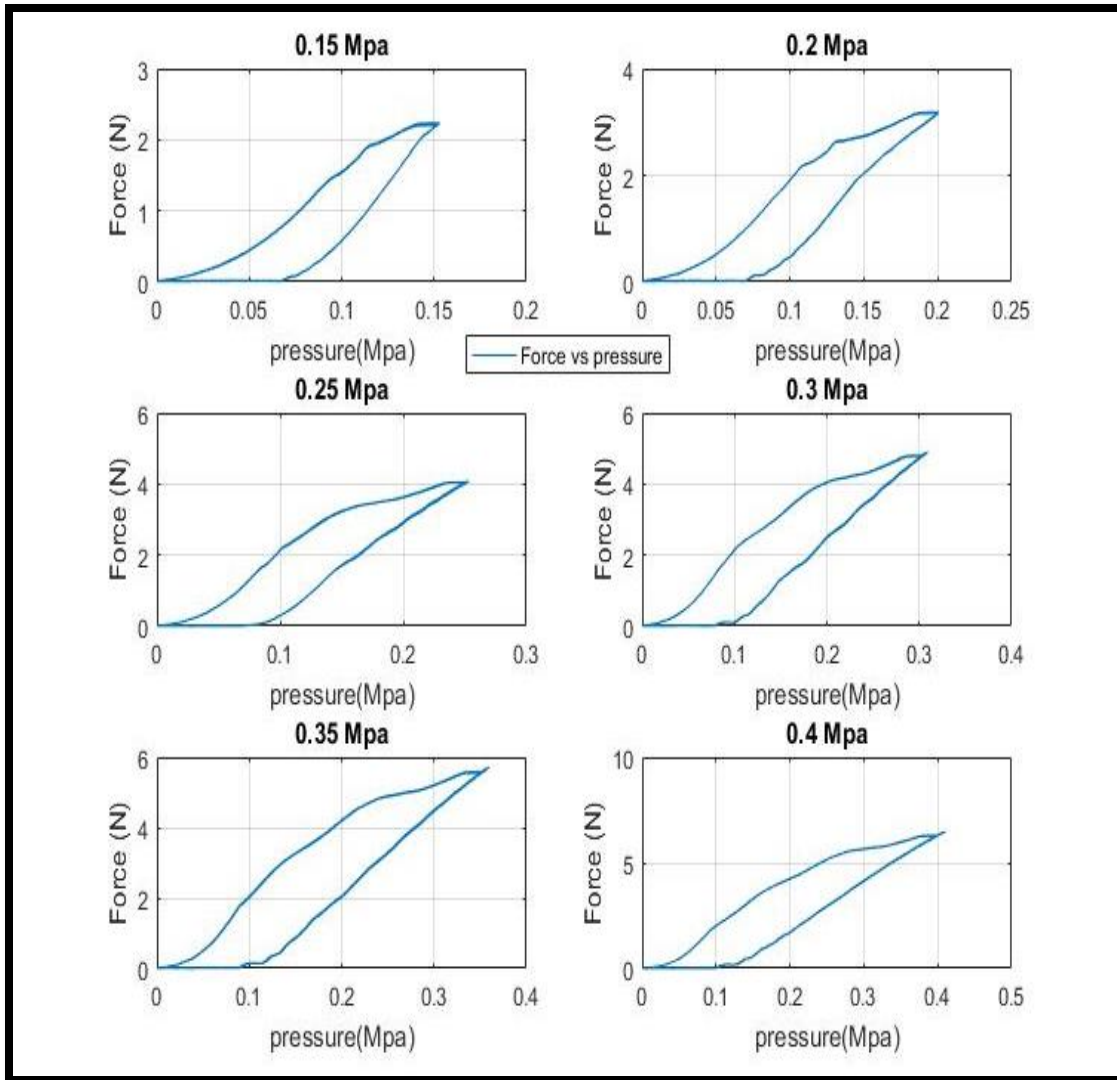 0.15 Mpa
3
2
1
0
Force (N)
0 0.05 0.1 0.15 0.2
pressure(Mpa)
0.2 Mpa
4
2
0
Force (N)
0 0.05 0.1 0.15 0.2 0.25
pressure(Mpa)
Force vs pressure
0.25 Mpa
6
4
2
0
Force (N)
0 0.1 0.2 0.3
pressure(Mpa)
0.3 Mpa
6
4
2
0
Force (N)
0 0.1 0.2 0.3 0.4
pressure(Mpa)
0.35 Mpa
6
4
2
0
Force (N)
0 0.1 0.2 0.3 0.4
pressure(Mpa)
0.4 Mpa
10
5
0
Force (N)
0 0.1 0.2 0.3 0.4 0.5
pressure(Mpa)